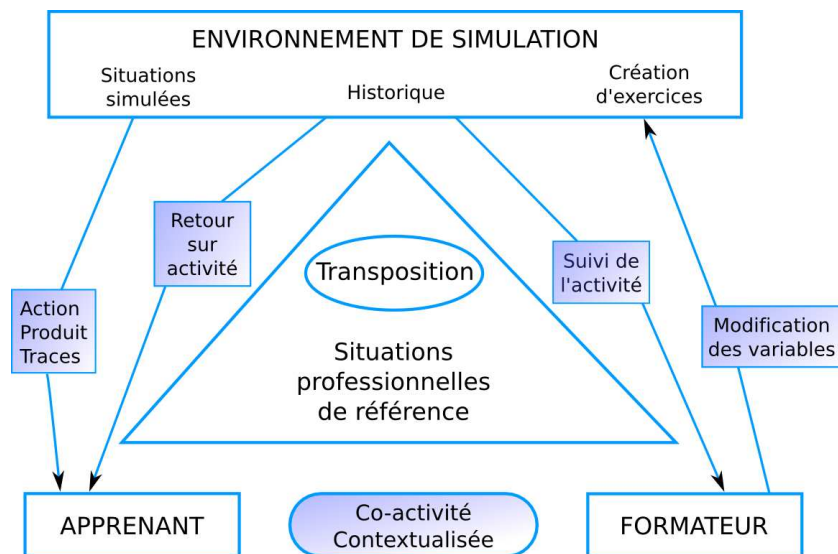 ENVIRONNEMENT DE SIMULATION
Situations
simulées
Historique
Création
d'exercices
Retour
sur
activité
Transposition
Suivi de
l'activité
Action
Produit
Traces
Modification
des variables
Situations
professionnelles
de référence
APPRENANT
Co-activité
Contextualisée
FORMATEUR